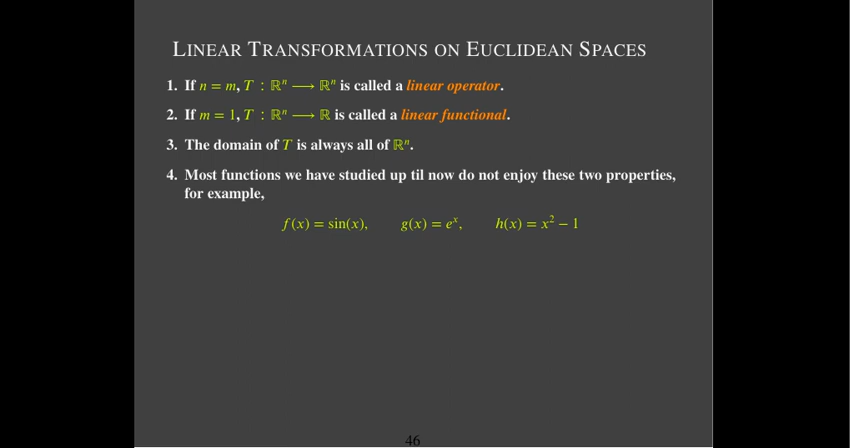 LINEAR TRANSFORMATIONS ON EUCLIDEAN SPACES
1. If n = m, T : ℝⁿ ⟶ ℝⁿ is called a linear operator.
2. If m = 1, T : ℝⁿ ⟶ ℝ is called a linear functional.
3. The domain of T is always all of ℝⁿ.
4. Most functions we have studied up til now do not enjoy these two properties,
for example,
f(x) = sin(x), g(x) = eˣ, h(x) = x² − 1
46